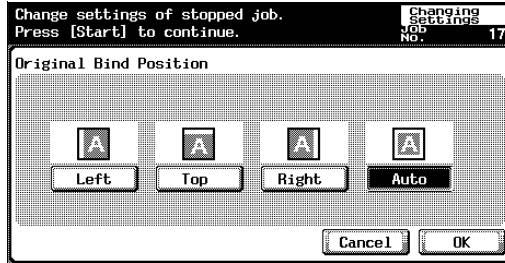 Change settings of stopped job.
Press [Start] to continue.
Changing
Settings
Job
No. 17
Original Bind Position
A A A A
Left Top Right Auto
Cancel OK